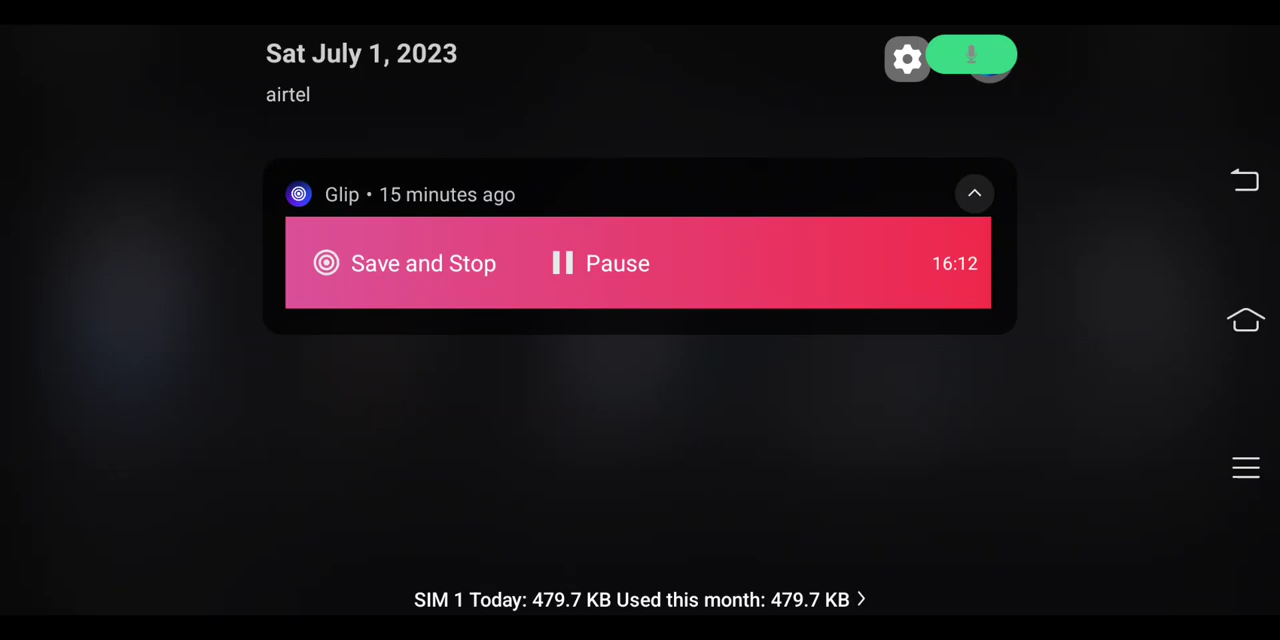 Sat July 1, 2023
airtel
Glip • 15 minutes ago
Save and Stop Pause 16:12
SIM 1 Today: 479.7 KB Used this month: 479.7 KB